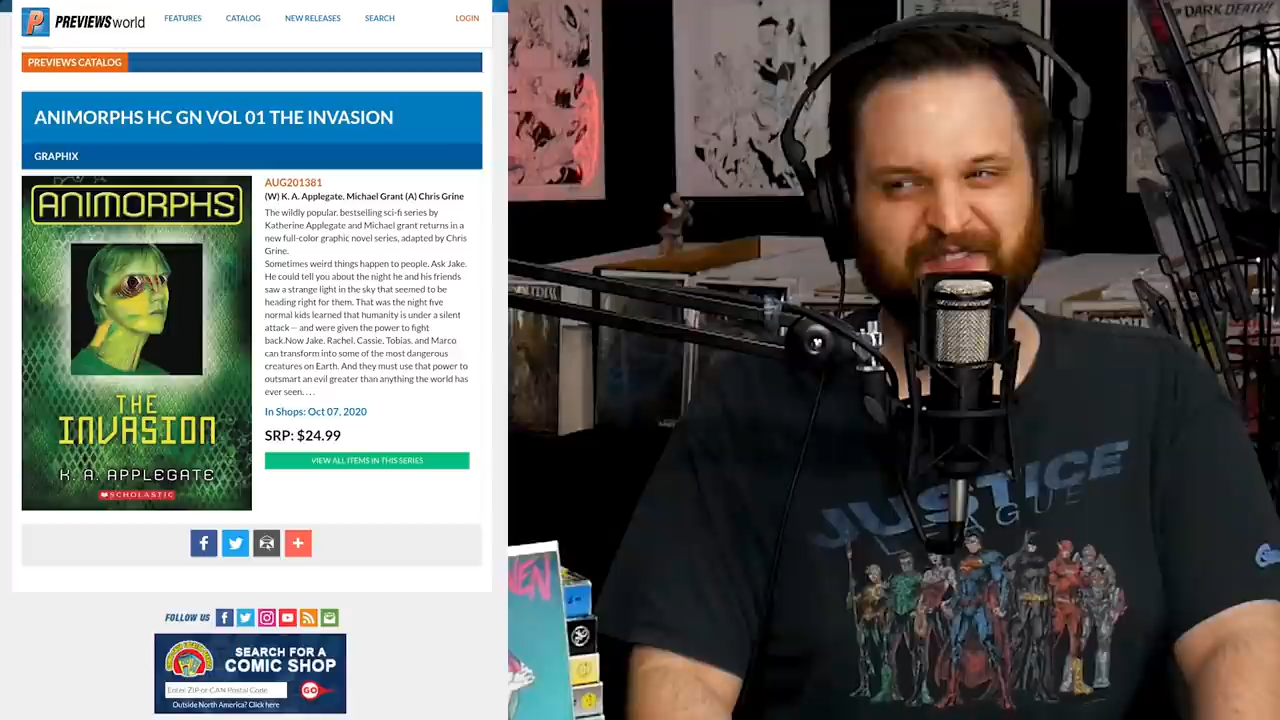 PREVIEWSworld
FEATURES
CATALOG
NEW RELEASES
SEARCH
LOGIN
PREVIEWS CATALOG
ANIMORPHS HC GN VOL 01 THE INVASION
GRAPHIX
ANIMORPHS
THE
INVASION
K. A. APPLEGATE
SCHOLASTIC
AUG201381
(W) K. A. Applegate, Michael Grant (A) Chris Grine
The wildly popular, bestselling sci-fi series by
Katherine Applegate and Michael grant returns in a
new full-color graphic novel series, adapted by Chris
Grine.
Sometimes weird things happen to people. Ask Jake.
He could tell you about the night he and his friends
saw a strange light in the sky that seemed to be
heading right for them. That was the night five
normal kids learned that humanity is under a silent
attack -- and were given the power to fight
back.Now Jake, Rachel, Cassie, Tobias, and Marco
can transform into some of the most dangerous
creatures on Earth. And they must use that power to
outsmart an evil greater than anything the world has
ever seen. . . .
In Shops: Oct 07, 2020
SRP: $24.99
VIEW ALL ITEMS IN THIS SERIES
FOLLOW US
SEARCH FOR A
COMIC SHOP
Enter ZIP or CAN Postal Code
GO
Outside North America? Click here
DARK DEATH!
JUSTICE
LEAGUE